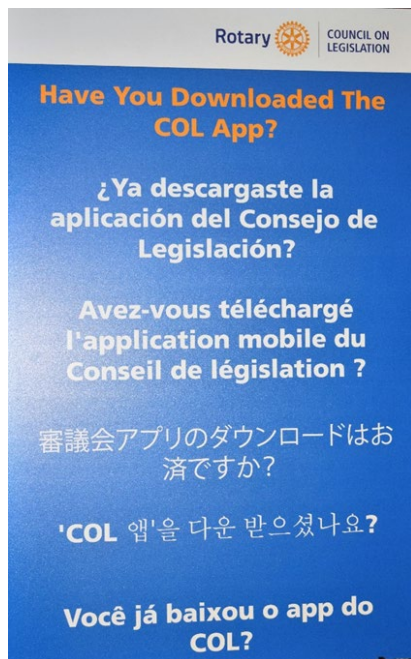 Rotary
COUNCIL ON
LEGISLATION
Have You Downloaded The
COL App?
¿Ya descargaste la
aplicación del Consejo de
Legislación?
Avez-vous téléchargé
l'application mobile du
Conseil de législation ?
審議会アプリのダウンロードはお
済ですか?
'COL 앱'을 다운 받으셨나요?
Você já baixou o app do
COL?